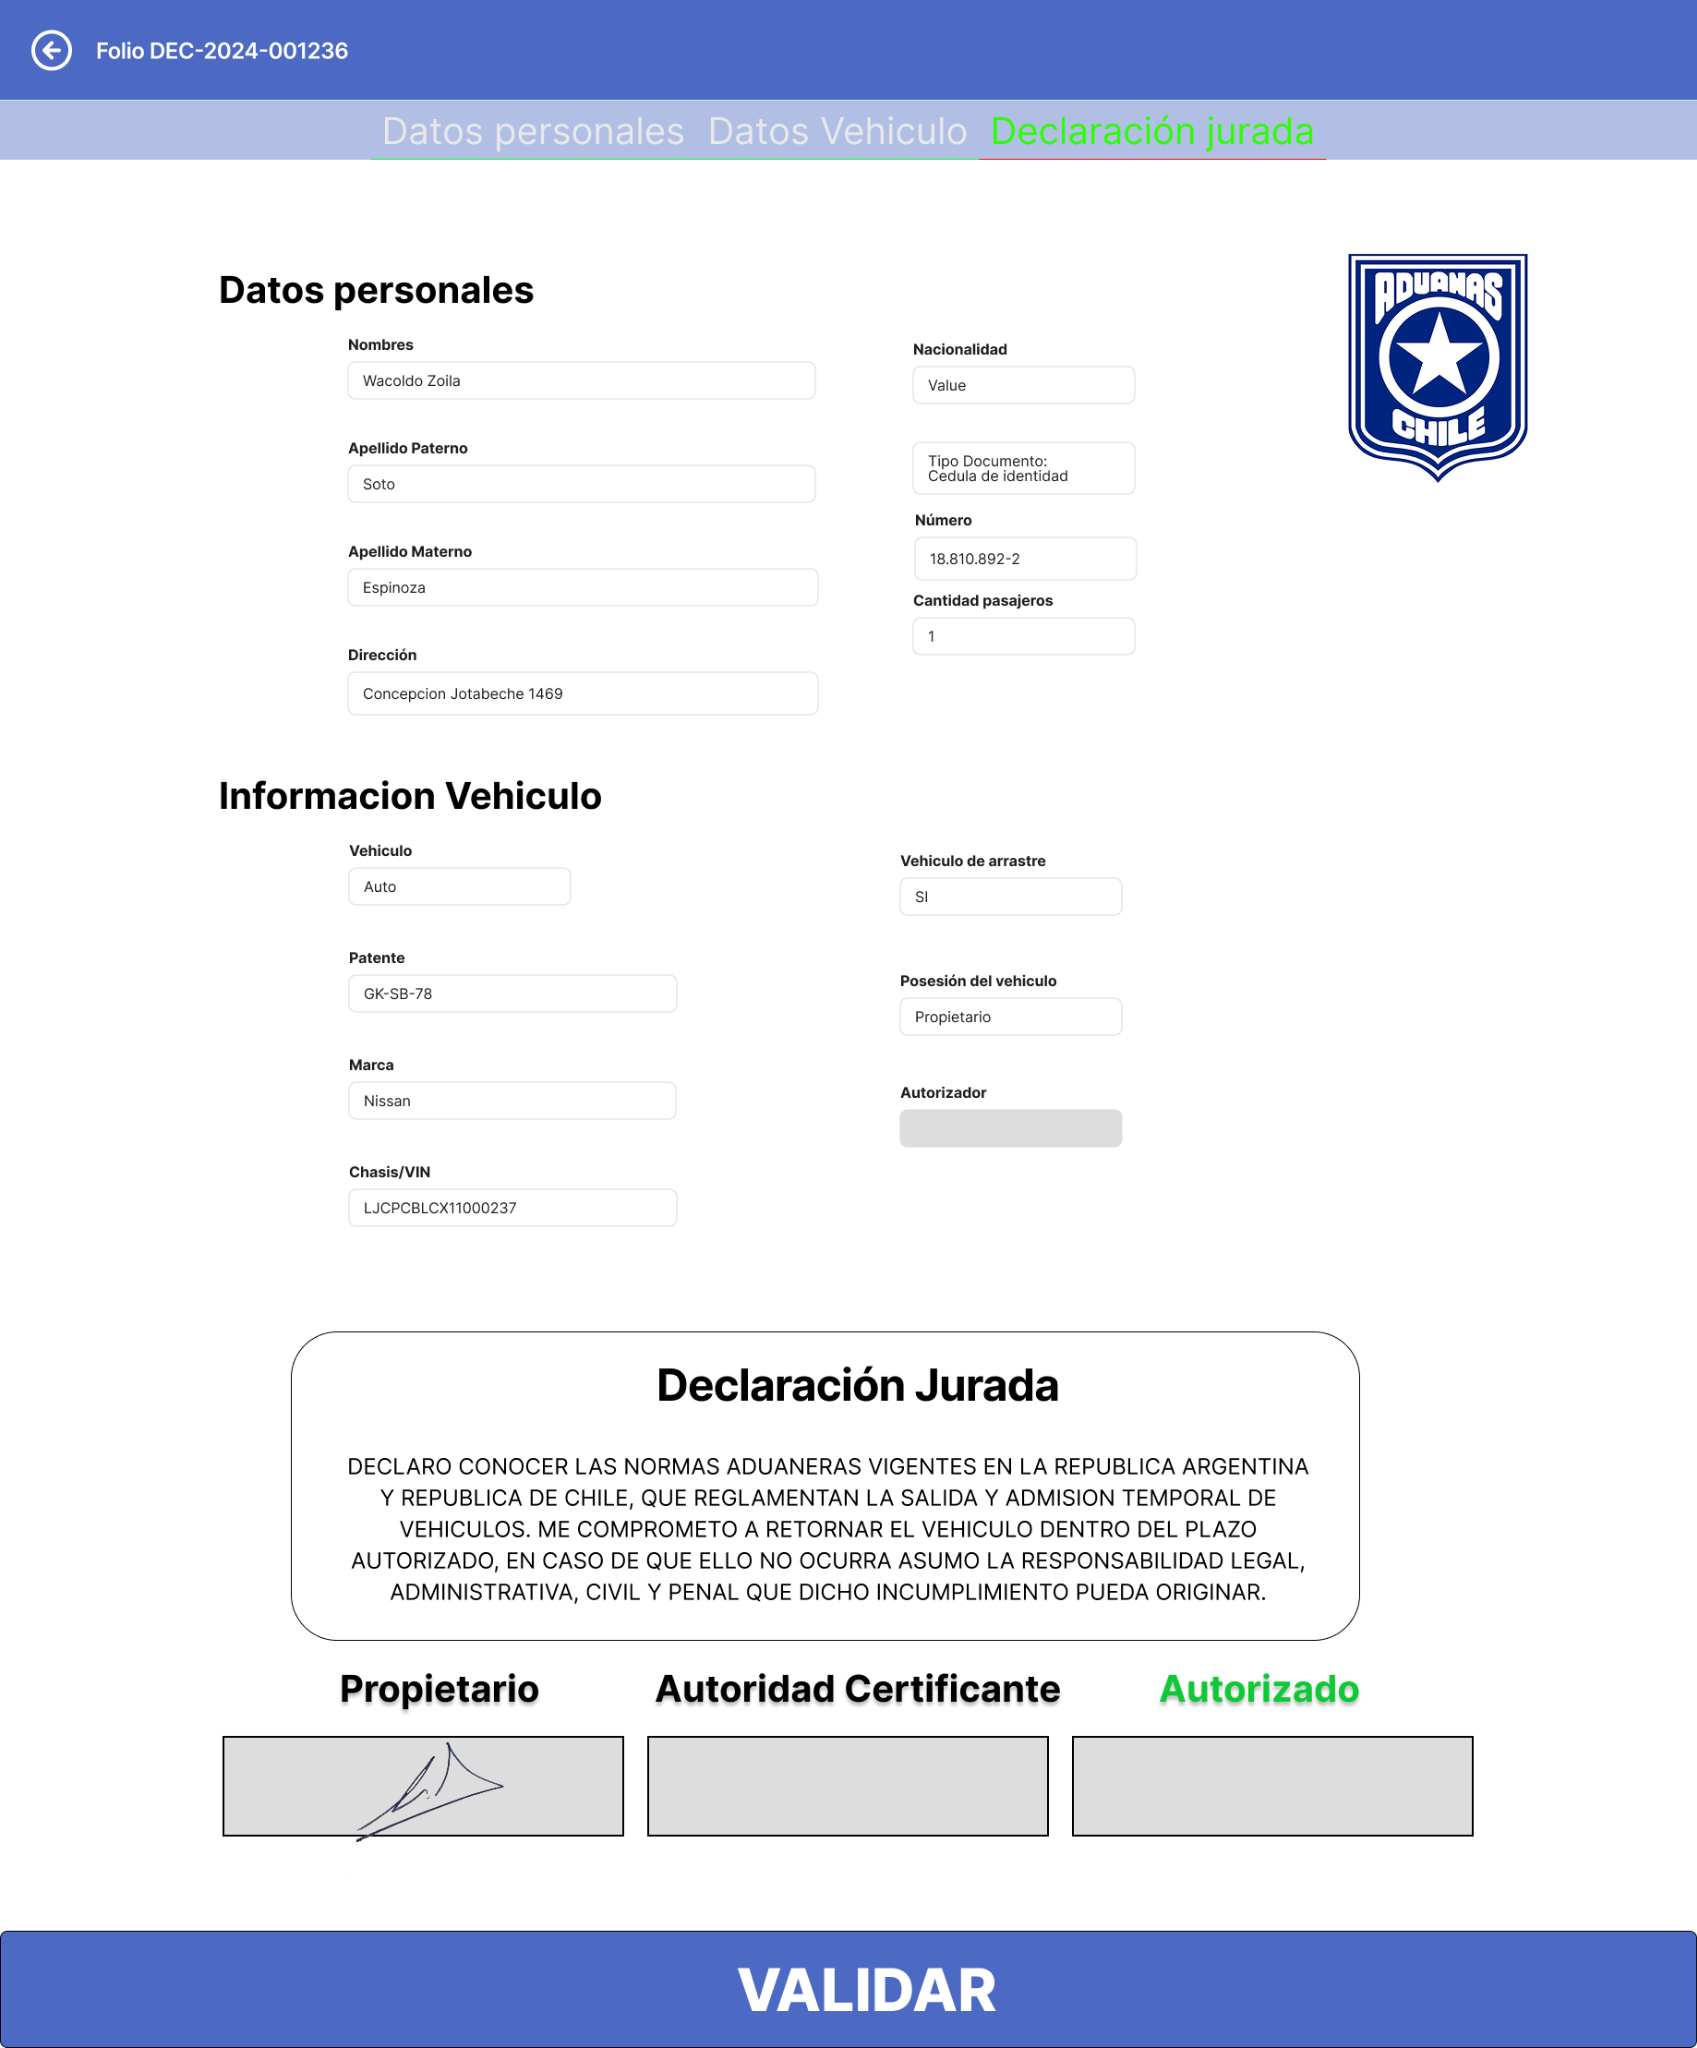 Folio DEC-2024-001236
Datos personales Datos Vehiculo Declaración jurada
ADUANAS
CHILE
Datos personales
Nombres
Wacoldo Zoila
Apellido Paterno
Soto
Apellido Materno
Espinoza
Dirección
Concepcion Jotabeche 1469
Nacionalidad
Value
Tipo Documento:
Cedula de identidad
Número
18.810.892-2
Cantidad pasajeros
1
Informacion Vehiculo
Vehiculo
Auto
Patente
GK-SB-78
Marca
Nissan
Chasis/VIN
LJCPCBLCX11000237
Vehiculo de arrastre
SI
Posesión del vehiculo
Propietario
Autorizador
Declaración Jurada
DECLARO CONOCER LAS NORMAS ADUANERAS VIGENTES EN LA REPUBLICA ARGENTINA
Y REPUBLICA DE CHILE, QUE REGLAMENTAN LA SALIDA Y ADMISION TEMPORAL DE
VEHICULOS. ME COMPROMETO A RETORNAR EL VEHICULO DENTRO DEL PLAZO
AUTORIZADO, EN CASO DE QUE ELLO NO OCURRA ASUMO LA RESPONSABILIDAD LEGAL,
ADMINISTRATIVA, CIVIL Y PENAL QUE DICHO INCUMPLIMIENTO PUEDA ORIGINAR.
Propietario
Autoridad Certificante
Autorizado
VALIDAR